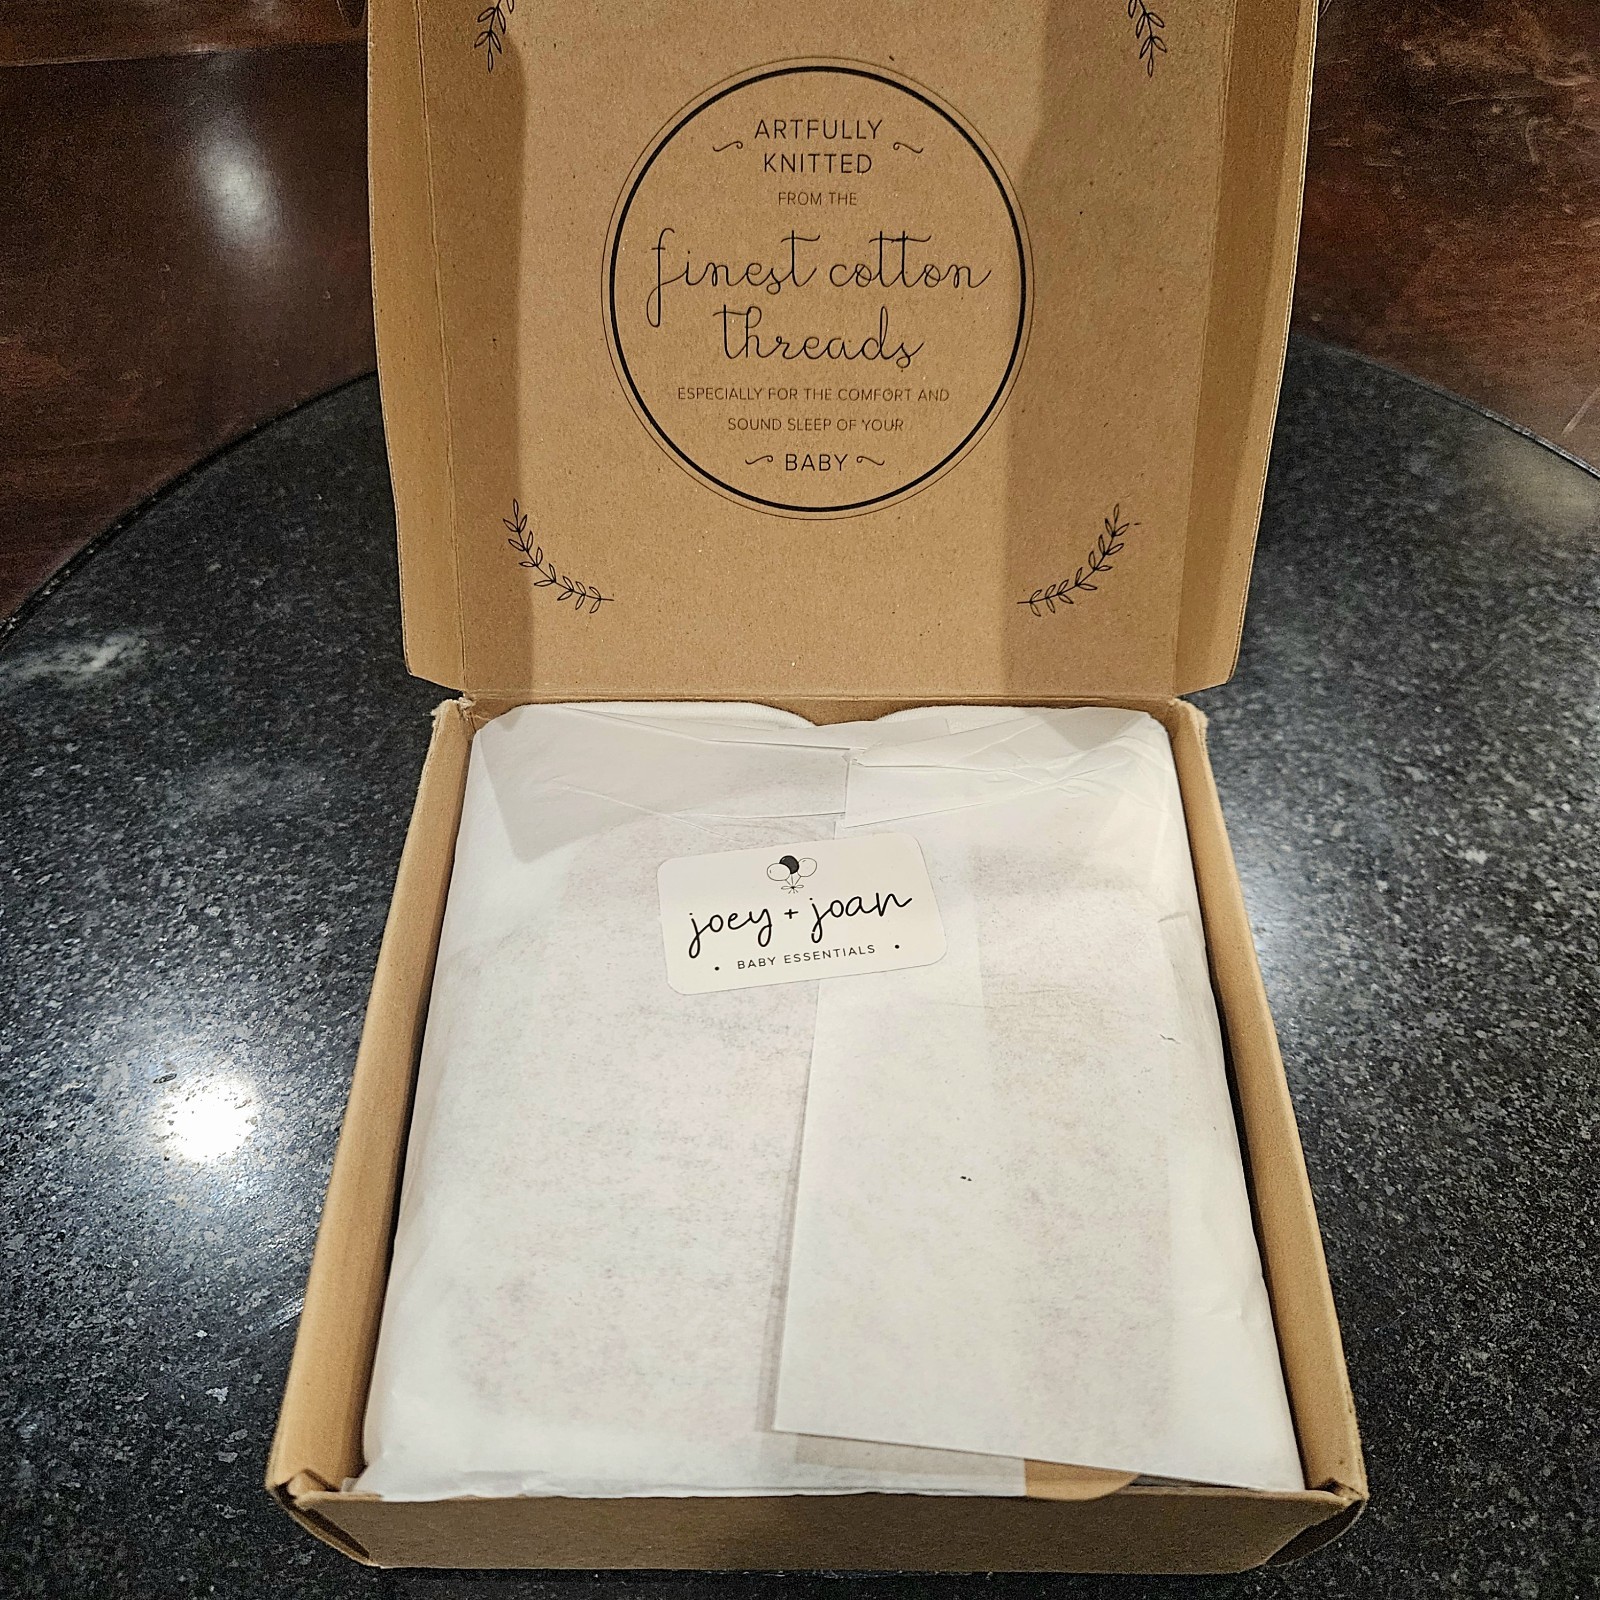 ARTFULLY
KNITTED
FROM THE
finest cotton
threads
ESPECIALLY FOR THE COMFORT AND
SOUND SLEEP OF YOUR
BABY
joey + joan
• BABY ESSENTIALS •